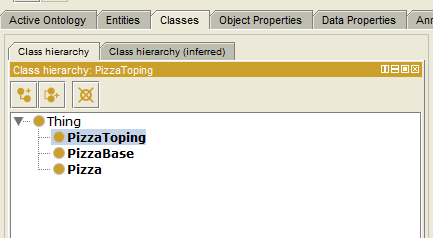 Active Ontology Entities Classes Object Properties Data Properties Ann
Class hierarchy Class hierarchy (inferred)
Class hierarchy: PizzaToping
Thing
PizzaToping
PizzaBase
Pizza